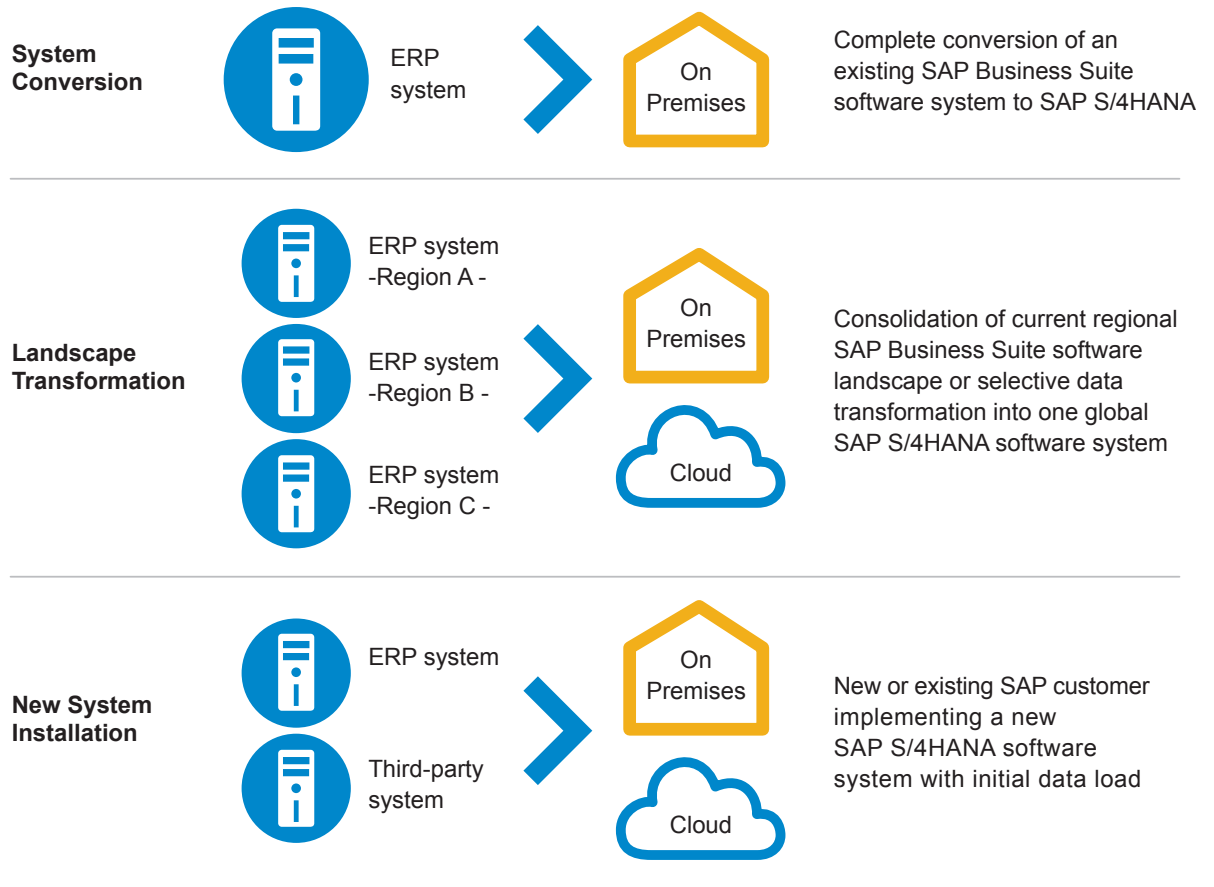 System
Conversion
ERP
system
On
Premises
Complete conversion of an
existing SAP Business Suite
software system to SAP S/4HANA
Landscape
Transformation
ERP system
-Region A -
ERP system
-Region B -
ERP system
-Region C -
On
Premises
Cloud
Consolidation of current regional
SAP Business Suite software
landscape or selective data
transformation into one global
SAP S/4HANA software system
New System
Installation
ERP system
Third-party
system
On
Premises
Cloud
New or existing SAP customer
implementing a new
SAP S/4HANA software
system with initial data load